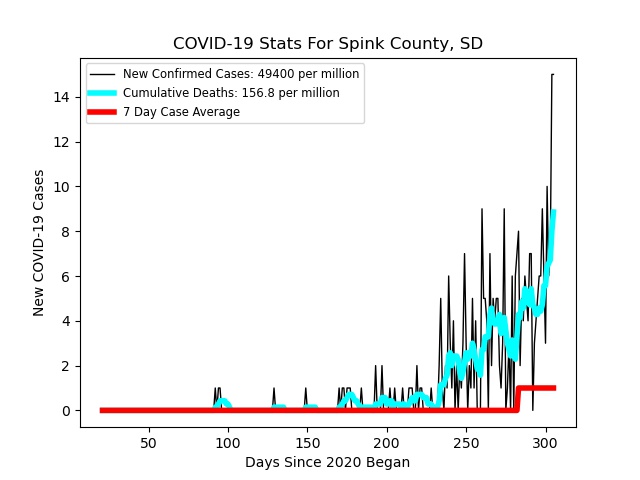 COVID-19 Stats For Spink County, SD
New Confirmed Cases: 49400 per million
Cumulative Deaths: 156.8 per million
7 Day Case Average
14
12
10
8
6
4
2
0
New COVID-19 Cases
50 100 150 200 250 300
Days Since 2020 Began